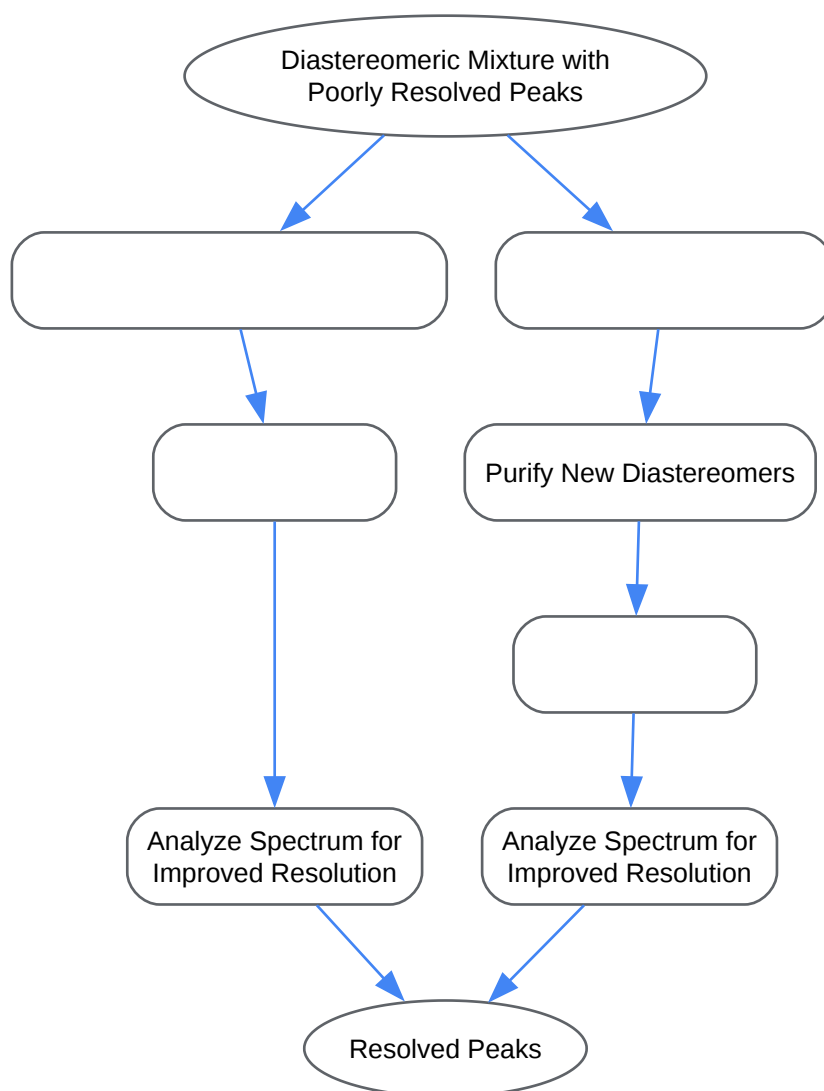 Diastereomeric Mixture with
Poorly Resolved Peaks
Purify New Diastereomers
Analyze Spectrum for
Improved Resolution
Analyze Spectrum for
Improved Resolution
Resolved Peaks